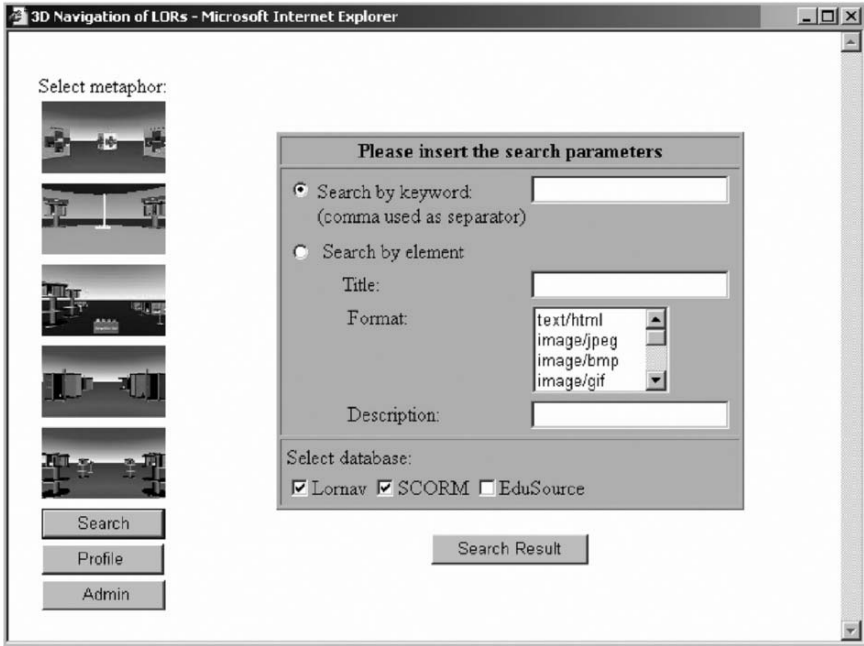 3D Navigation of LORs - Microsoft Internet Explorer
Select metaphor:
Search
Profile
Admin
Please insert the search parameters
Search by keyword:
(comma used as separator)
Search by element
Title:
Format:
text/html
image/jpeg
image/bmp
image/gif
Description:
Select database:
Lornav SCORM EduSource
Search Result